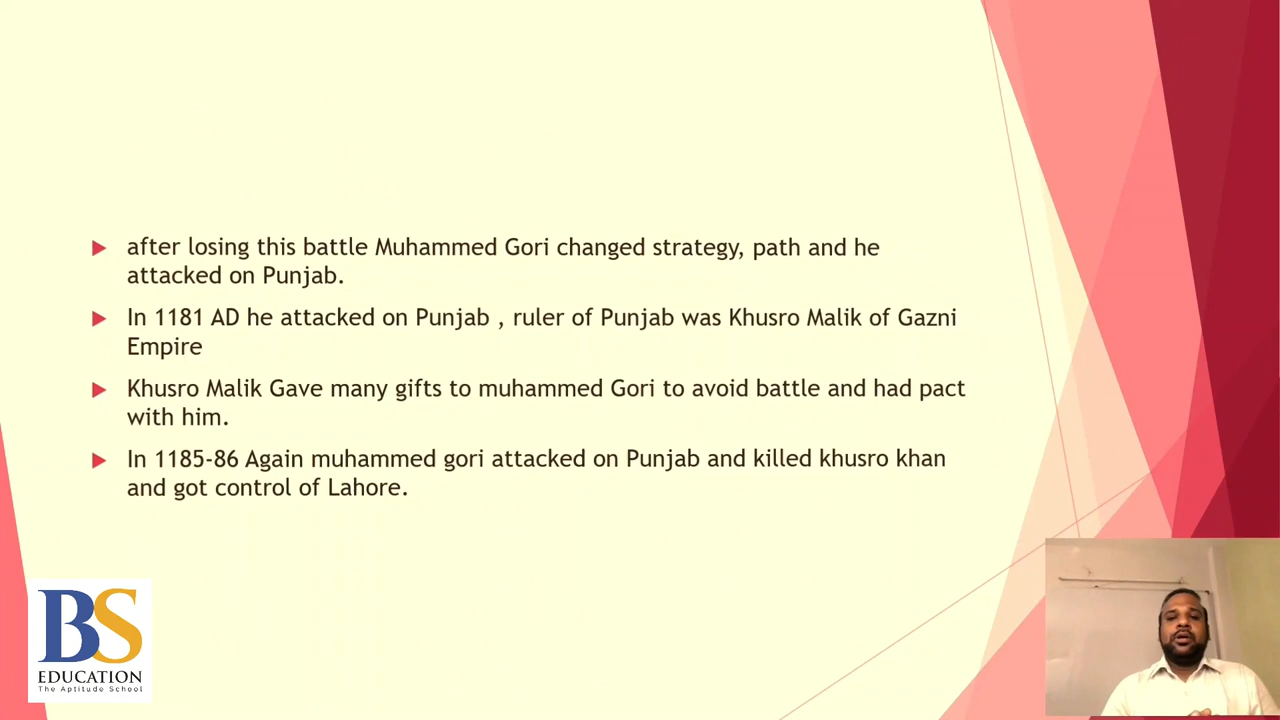 after losing this battle Muhammed Gori changed strategy, path and he
attacked on Punjab.
In 1181 AD he attacked on Punjab , ruler of Punjab was Khusro Malik of Gazni
Empire
Khusro Malik Gave many gifts to muhammed Gori to avoid battle and had pact
with him.
In 1185-86 Again muhammed gori attacked on Punjab and killed khusro khan
and got control of Lahore.
BS
EDUCATION
The Aptitude School